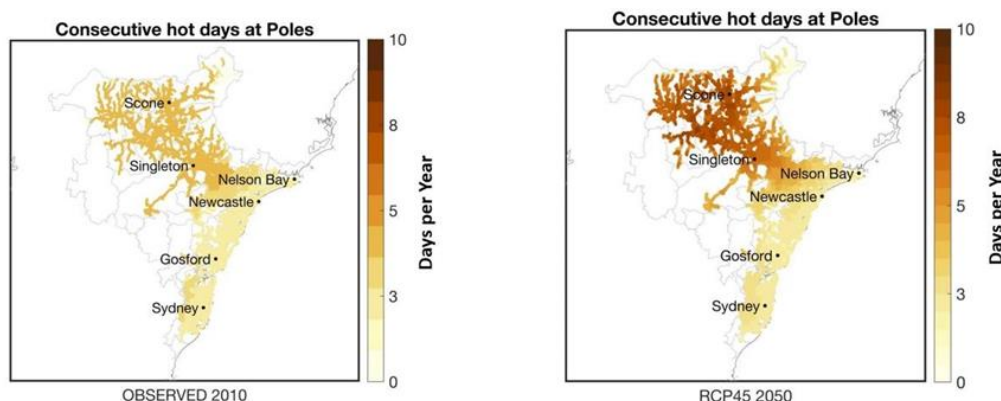 Consecutive hot days at Poles
10
8
5
3
0
Days per Year
Scone
Singleton
Nelson Bay
Newcastle
Gosford
Sydney
OBSERVED 2010
Consecutive hot days at Poles
10
8
5
3
0
Days per Year
Scone
Singleton
Nelson Bay
Newcastle
Gosford
Sydney
RCP45 2050